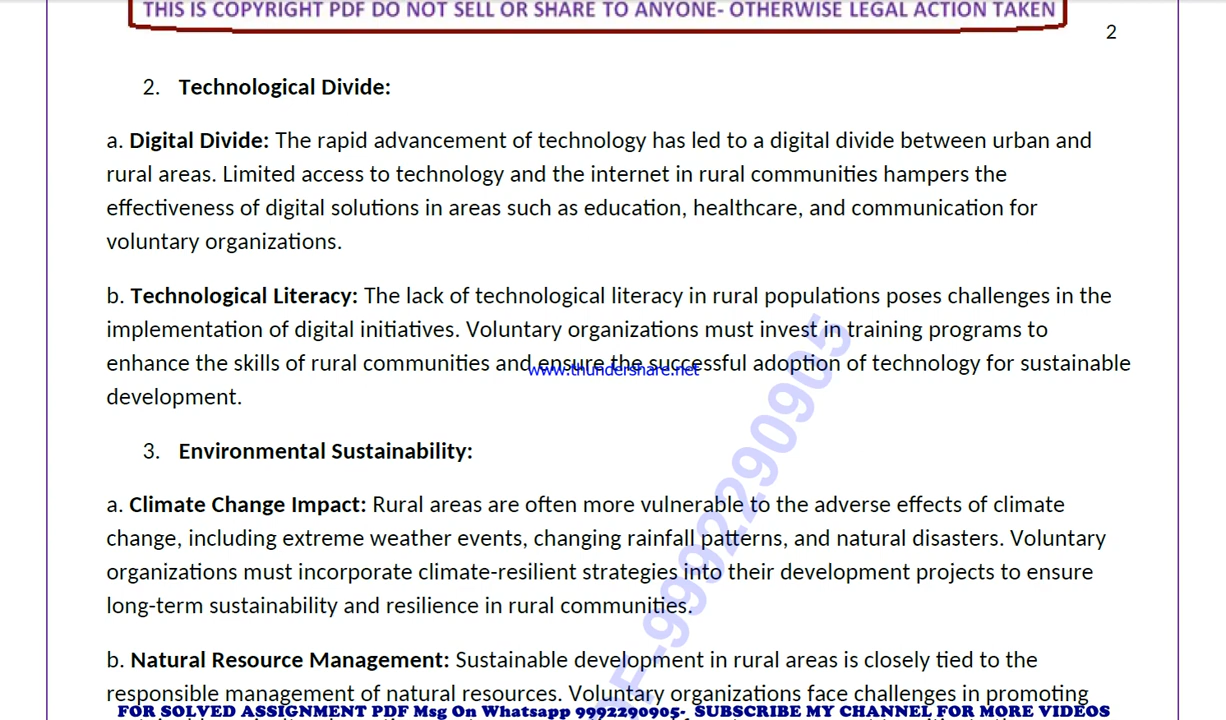 THIS IS COPYRIGHT PDF DO NOT SELL OR SHARE TO ANYONE- OTHERWISE LEGAL ACTION TAKEN
2
2. Technological Divide:
a. Digital Divide: The rapid advancement of technology has led to a digital divide between urban and
rural areas. Limited access to technology and the internet in rural communities hampers the
effectiveness of digital solutions in areas such as education, healthcare, and communication for
voluntary organizations.
b. Technological Literacy: The lack of technological literacy in rural populations poses challenges in the
implementation of digital initiatives. Voluntary organizations must invest in training programs to
enhance the skills of rural communities and ensure the successful adoption of technology for sustainable
www.thundershare.net
development.
3. Environmental Sustainability:
a. Climate Change Impact: Rural areas are often more vulnerable to the adverse effects of climate
change, including extreme weather events, changing rainfall patterns, and natural disasters. Voluntary
organizations must incorporate climate-resilient strategies into their development projects to ensure
long-term sustainability and resilience in rural communities.
b. Natural Resource Management: Sustainable development in rural areas is closely tied to the
responsible management of natural resources. Voluntary organizations face challenges in promoting
FOR SOLVED ASSIGNMENT PDF Msg On Whatsapp 9992290905- SUBSCRIBE MY CHANNEL FOR MORE VIDEOS
F-9992290905